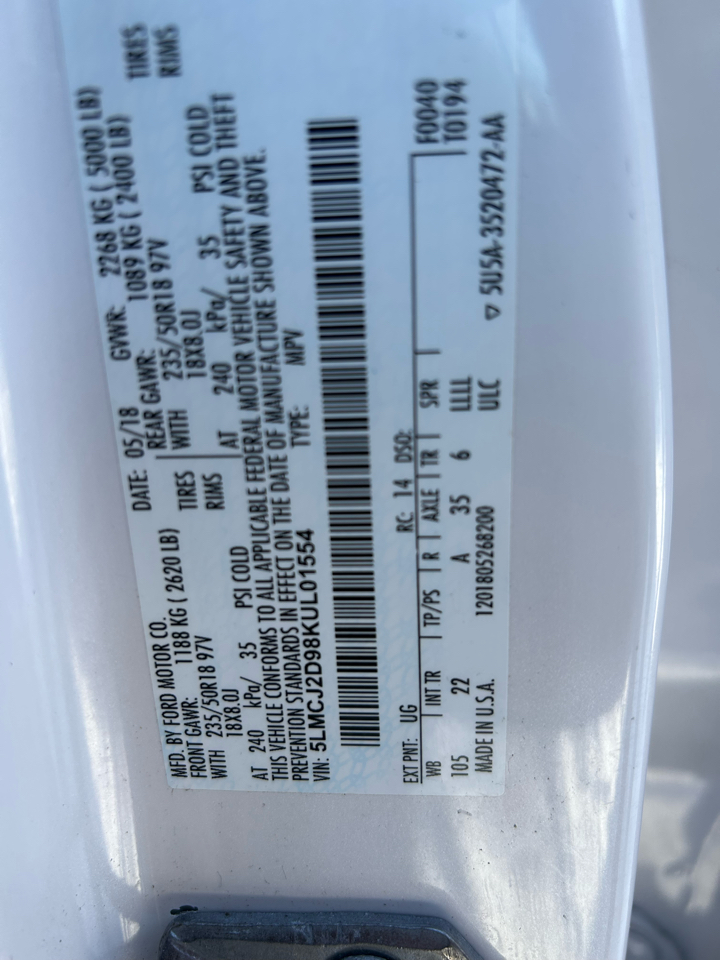 MFD. BY FORD MOTOR CO.
DATE: 05/18 GVWR: 2268 KG ( 5000 LB)
FRONT GAWR: 1188 KG ( 2620 LB) REAR GAWR: 1089 KG ( 2400 LB)
WITH 235/50R18 97V TIRES WITH 235/50R18 97V TIRES
18X8.0J RIMS 18X8.0J RIMS
AT 240 kPa/ 35 PSI COLD AT 240 kPa/ 35 PSI COLD
THIS VEHICLE CONFORMS TO ALL APPLICABLE FEDERAL MOTOR VEHICLE SAFETY AND THEFT
PREVENTION STANDARDS IN EFFECT ON THE DATE OF MANUFACTURE SHOWN ABOVE.
VIN: 5LMCJ2D98KUL01554 TYPE: MPV
EXT PNT: UG RC: 14 DSO: F0040
WB INT TR TP/PS R AXLE TR SPR T0194
105 22 A 35 6 LLLL
MADE IN U.S.A. 1201805268200 ULC ▽ 5U5A-3520472-AA